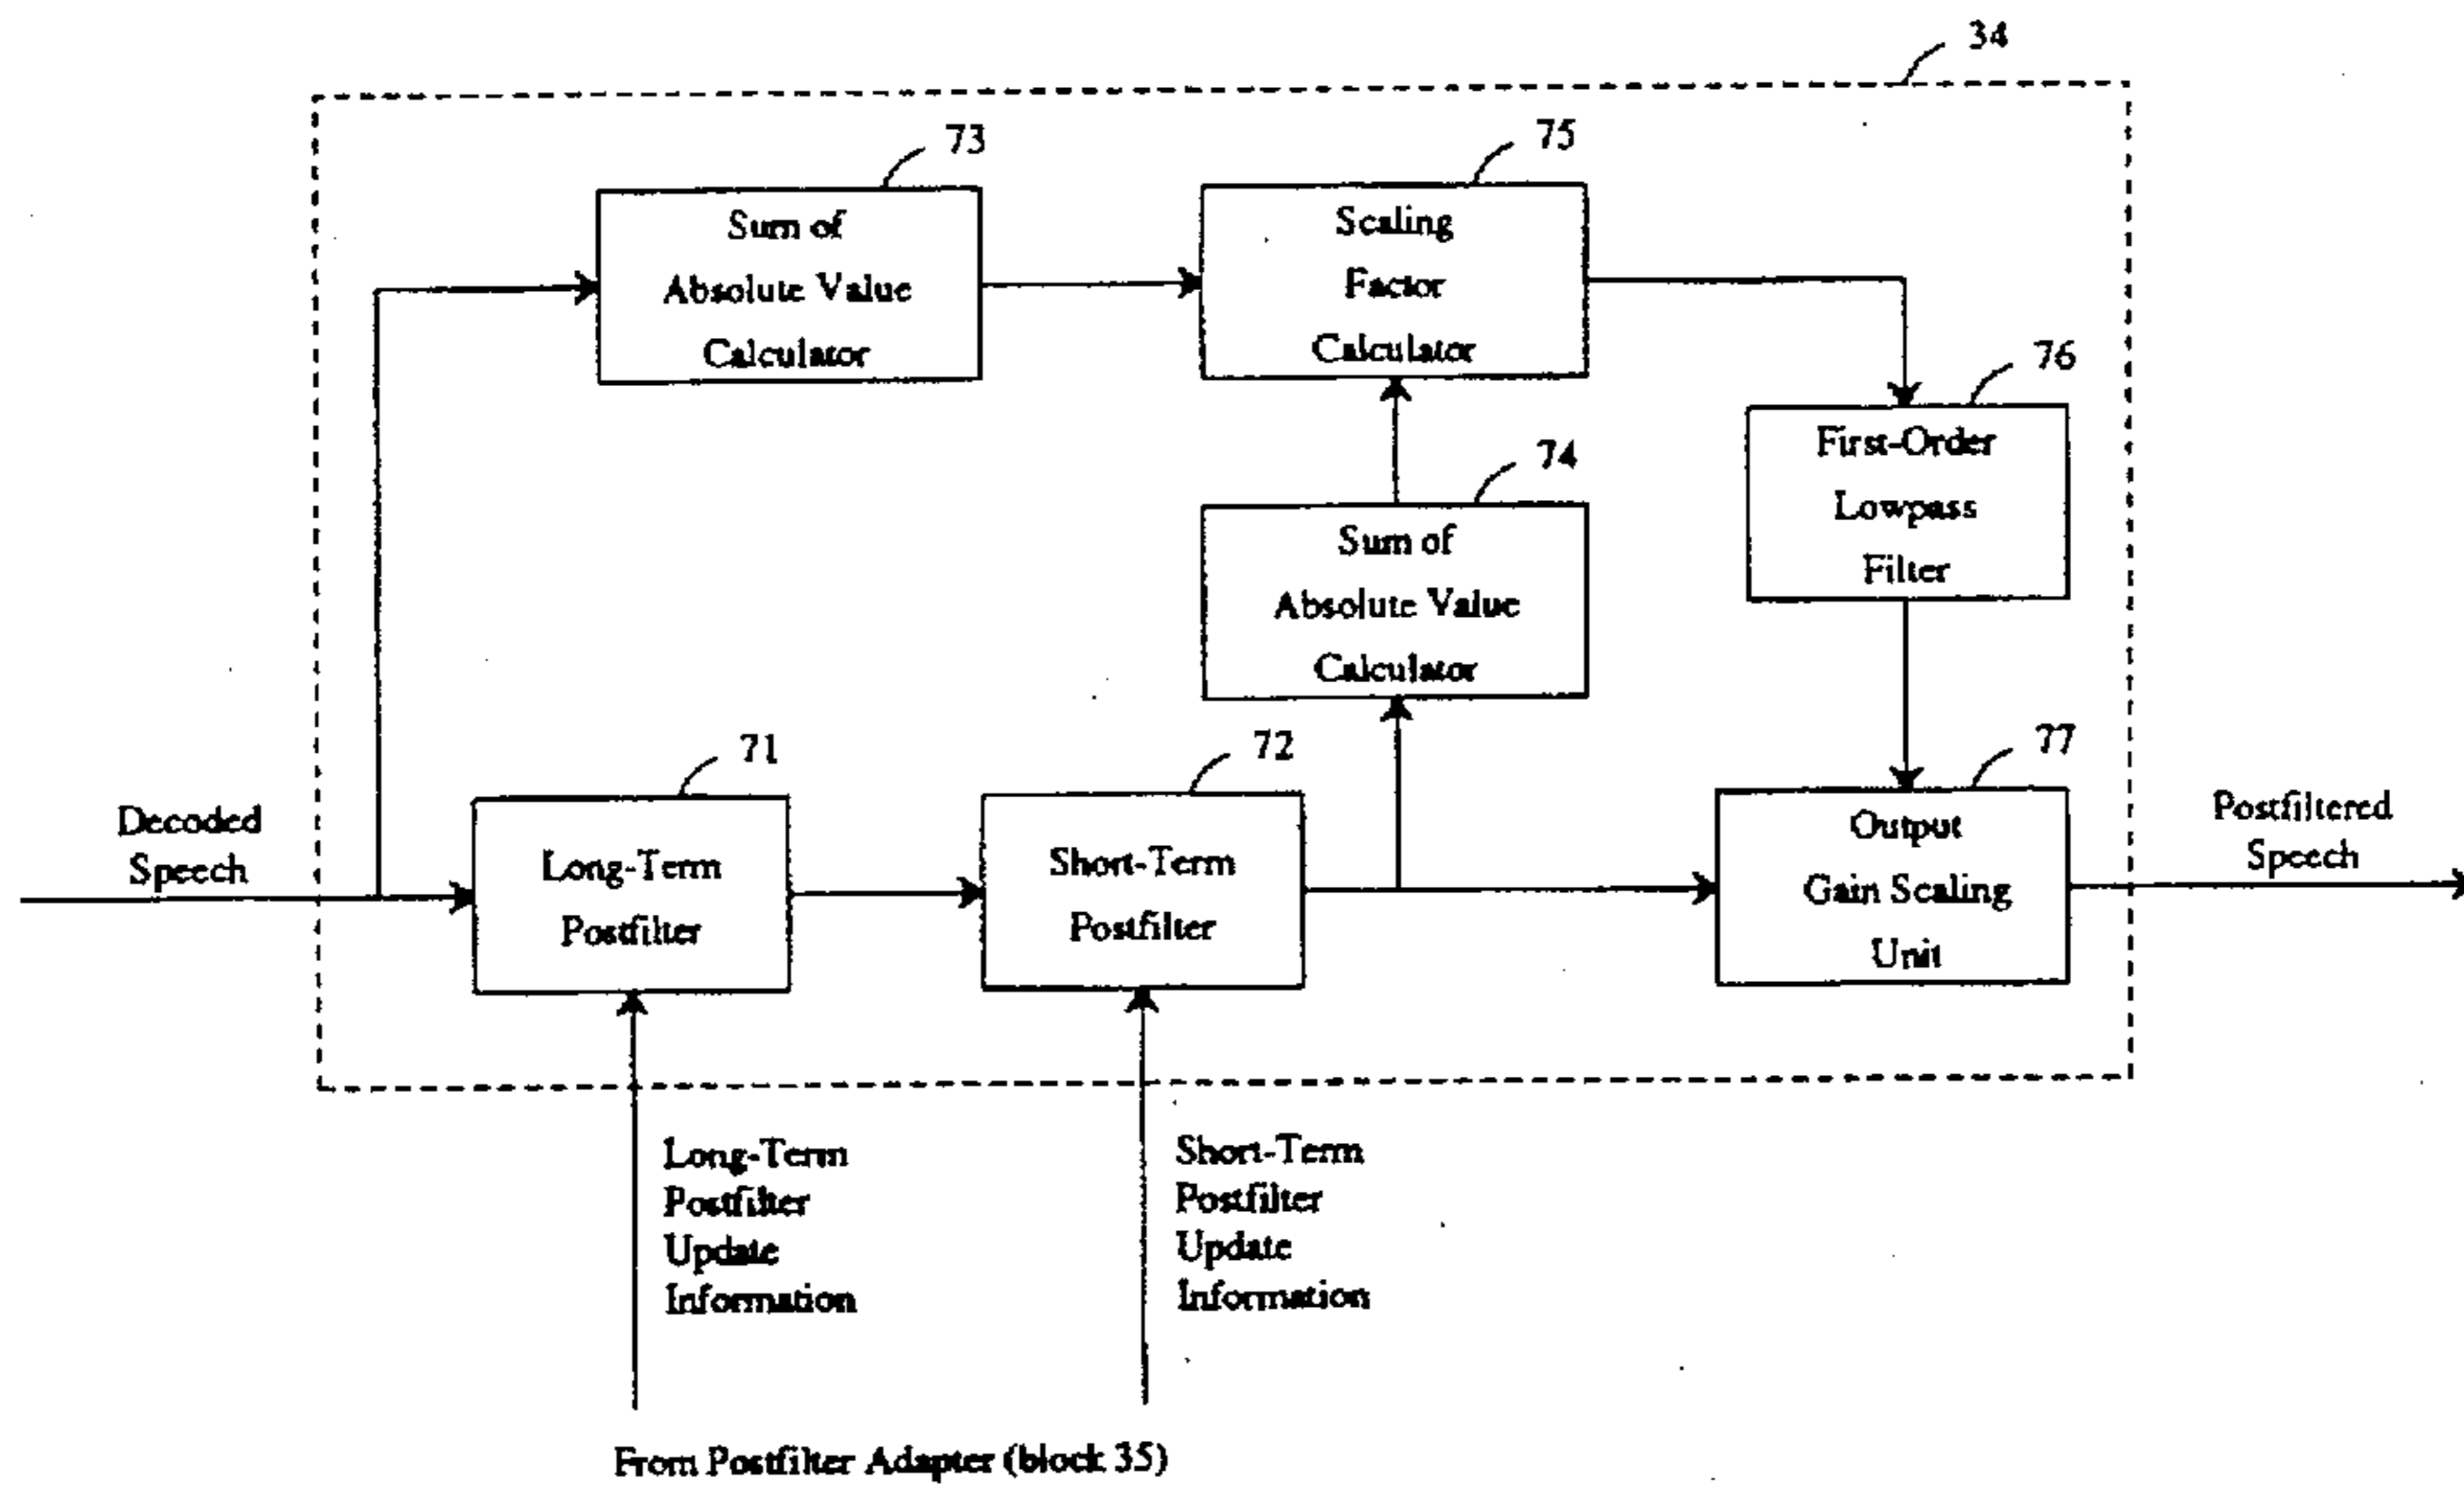 34
73
Sum of
Absolute Value
Calculator
75
Scaling
Factor
Calculator
76
First-Order
Lowpass
Filter
74
Sum of
Absolute Value
Calculator
Decoded
Speech
71
Long-Term
Postfilter
72
Short-Term
Postfilter
77
Output
Gain Scaling
Unit
Postfiltered
Speech
Long-Term
Postfilter
Update
Information
Short-Term
Postfilter
Update
Information
From Postfilter Adapter (block 35)